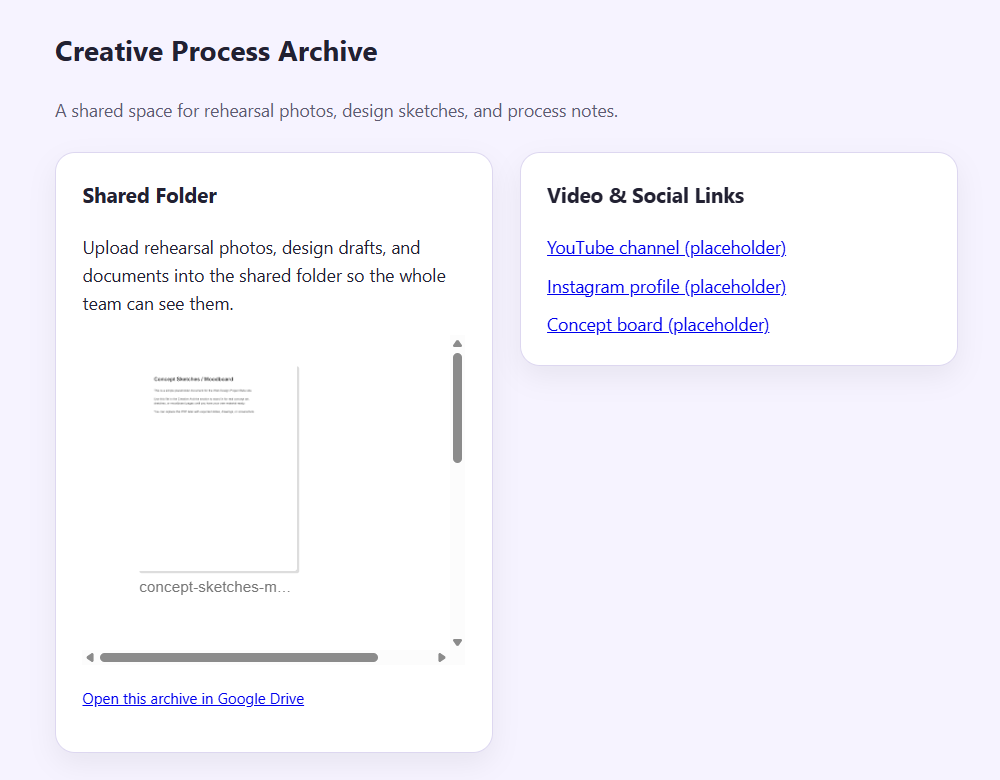 Creative Process Archive
A shared space for rehearsal photos, design sketches, and process notes.
Shared Folder
Upload rehearsal photos, design drafts, and
documents into the shared folder so the whole
team can see them.
Concept Sketches / Moodboard
concept-sketches-m...
Open this archive in Google Drive
Video & Social Links
YouTube channel (placeholder)
Instagram profile (placeholder)
Concept board (placeholder)